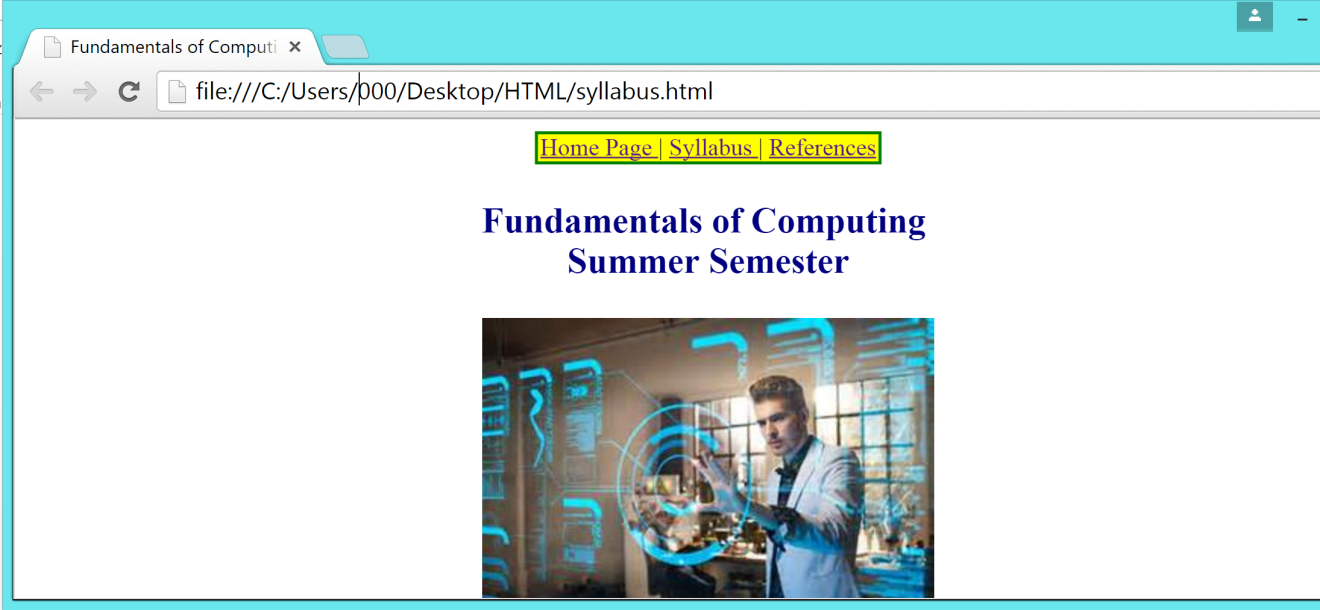 Fundamentals of Computi
file:///C:/Users/000/Desktop/HTML/syllabus.html
Home Page | Syllabus | References
Fundamentals of Computing
Summer Semester